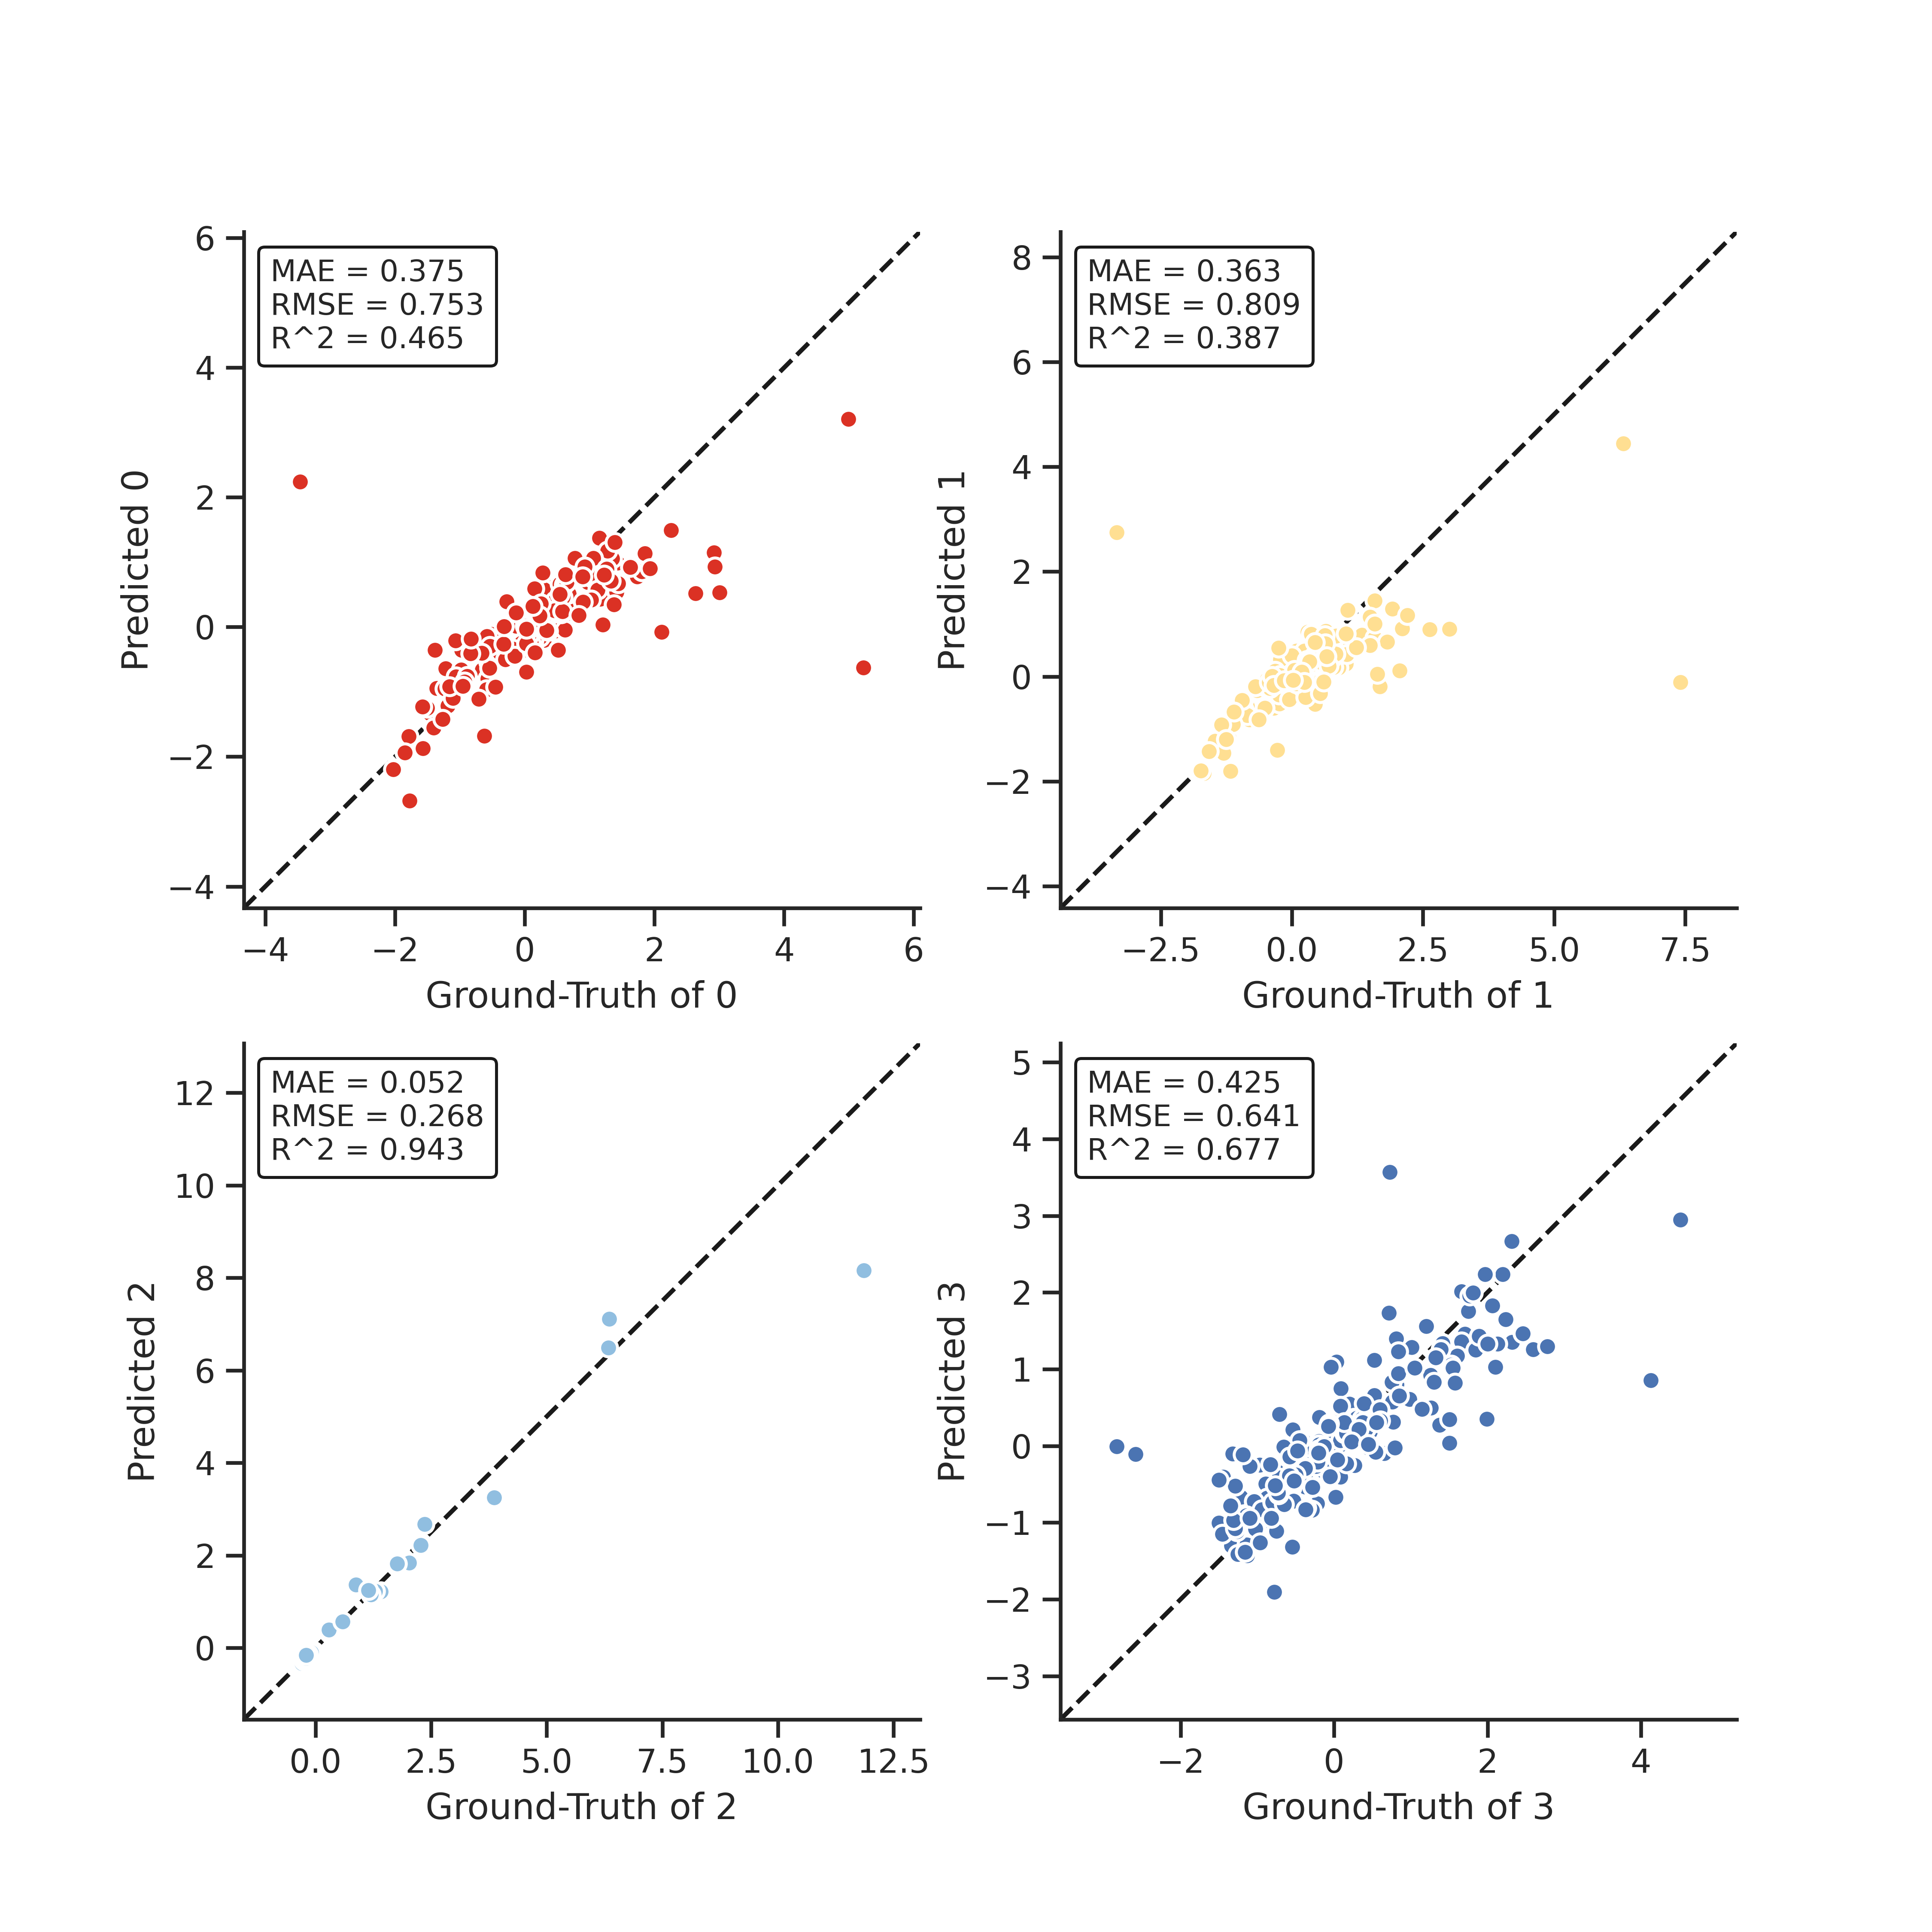 MAE = 0.375
RMSE = 0.753
R^2 = 0.465
Predicted 0
6
4
2
0
−2
−4
−4 −2 0 2 4 6
Ground-Truth of 0
MAE = 0.363
RMSE = 0.809
R^2 = 0.387
Predicted 1
8
6
4
2
0
−2
−4
−2.5 0.0 2.5 5.0 7.5
Ground-Truth of 1
MAE = 0.052
RMSE = 0.268
R^2 = 0.943
Predicted 2
12
10
8
6
4
2
0
0.0 2.5 5.0 7.5 10.0 12.5
Ground-Truth of 2
MAE = 0.425
RMSE = 0.641
R^2 = 0.677
Predicted 3
5
4
3
2
1
0
−1
−2
−3
−2 0 2 4
Ground-Truth of 3